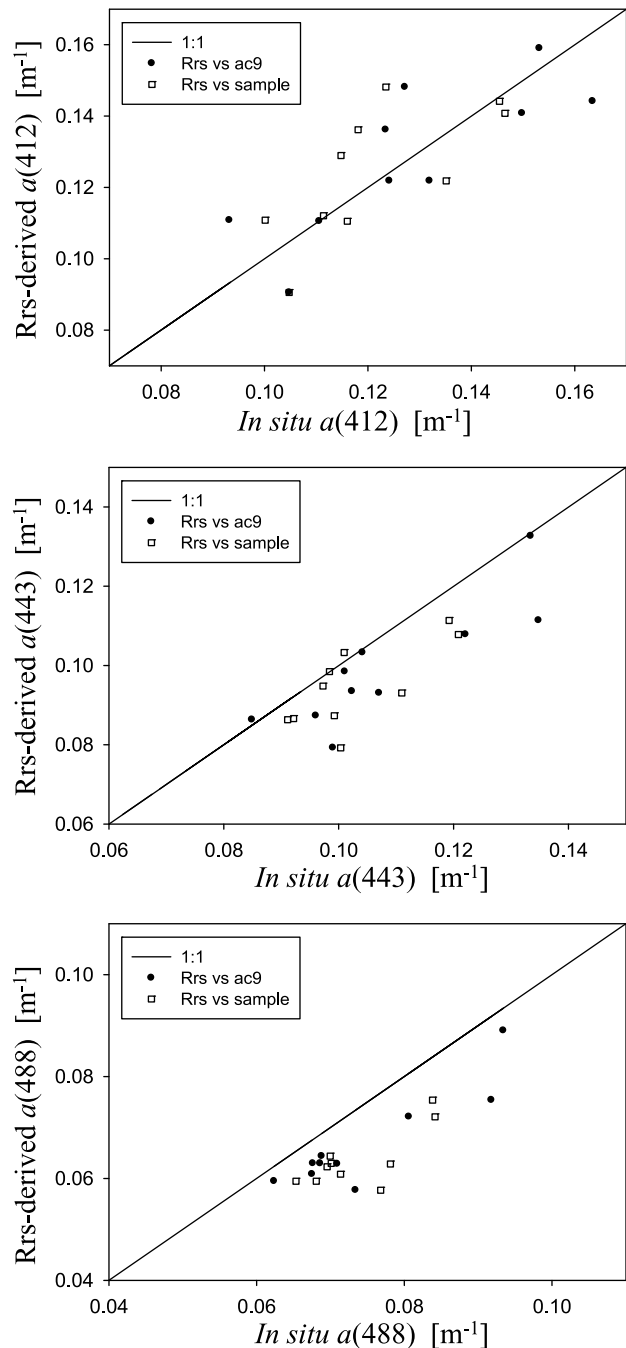 Rrs-derived a(412) [m-1]
0.16
0.14
0.12
0.10
0.08
1:1
Rrs vs ac9
Rrs vs sample
0.08 0.10 0.12 0.14 0.16
In situ a(412) [m-1]
Rrs-derived a(443) [m-1]
0.14
0.12
0.10
0.08
0.06
1:1
Rrs vs ac9
Rrs vs sample
0.06 0.08 0.10 0.12 0.14
In situ a(443) [m-1]
Rrs-derived a(488) [m-1]
0.10
0.08
0.06
0.04
1:1
Rrs vs ac9
Rrs vs sample
0.04 0.06 0.08 0.10
In situ a(488) [m-1]